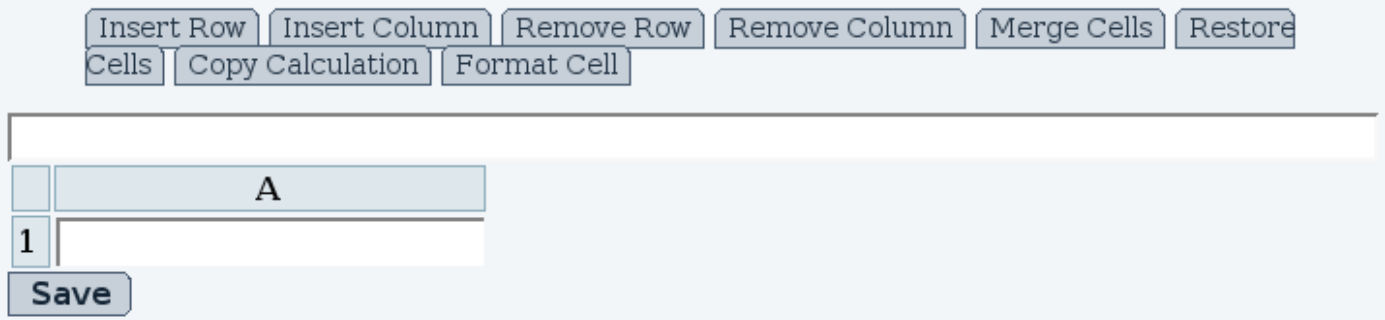 Insert Row Insert Column Remove Row Remove Column Merge Cells Restore
Cells Copy Calculation Format Cell
A
1
Save